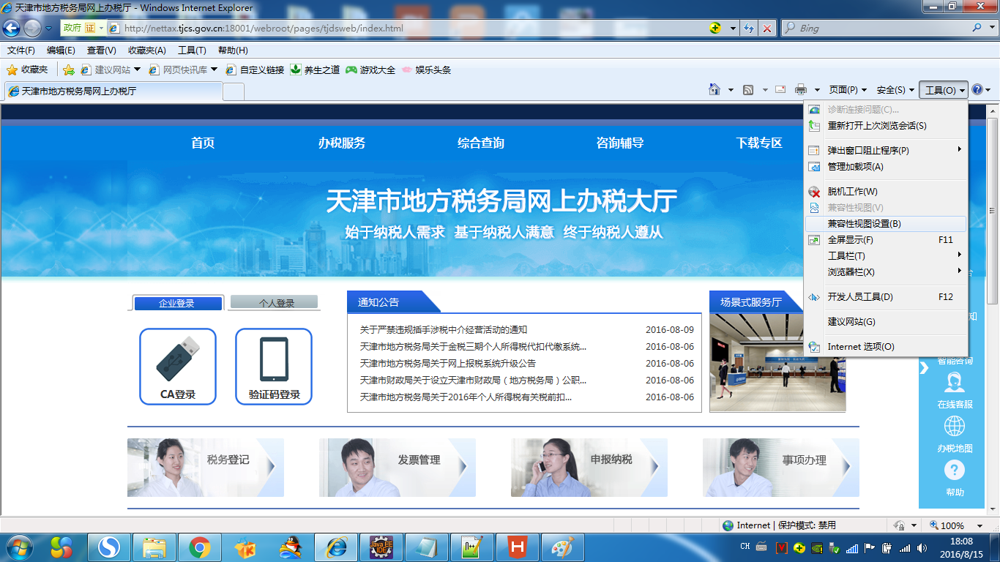 天津市地方税务局网上办税厅 - Windows Internet Explorer
政府 证 http://nettax.tjcs.gov.cn:18001/webroot/pages/tjdsweb/index.html Bing
文件(F) 编辑(E) 查看(V) 收藏夹(A) 工具(T) 帮助(H)
收藏夹 建议网站 网页快讯库 自定义链接 养生之道 游戏大全 娱乐头条
天津市地方税务局网上办税厅 页面(P) 安全(S) 工具(O)
诊断连接问题(C)...
重新打开上次浏览会话(S)
弹出窗口阻止程序(P)
管理加载项(A)
脱机工作(W)
兼容性视图(V)
兼容性视图设置(B)
全屏显示(F) F11
工具栏(T)
浏览器栏(X)
开发人员工具(D) F12
建议网站(G)
Internet 选项(O)
首页 办税服务 综合查询 咨询辅导 下载专区
天津市地方税务局网上办税大厅
始于纳税人需求 基于纳税人满意 终于纳税人遵从
企业登录 个人登录
CA登录 验证码登录
通知公告
关于严禁违规插手涉税中介经营活动的通知 2016-08-09
天津市地方税务局关于金税三期个人所得税代扣代缴系统... 2016-08-06
天津市地方税务局关于网上报税系统升级公告 2016-08-06
天津市财政局关于设立天津市财政局（地方税务局）公职... 2016-08-06
天津市地方税务局关于2016年个人所得税有关税前扣... 2016-08-06
场景式服务厅
知
智能咨询
在线客服
办税地图
帮助
税务登记 发票管理 申报纳税 事项办理
Internet | 保护模式: 禁用 100%
CH 18:08
2016/8/15